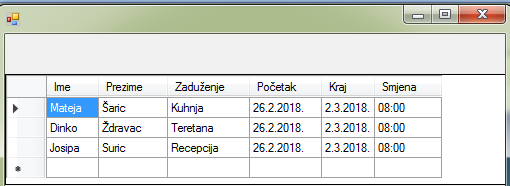 Ime Prezime Zaduženje Početak Kraj Smjena
Mateja Šaric Kuhnja 26.2.2018. 2.3.2018. 08:00
Dinko Ždravac Teretana 26.2.2018. 2.3.2018. 08:00
Josipa Suric Recepcija 26.2.2018. 2.3.2018. 08:00